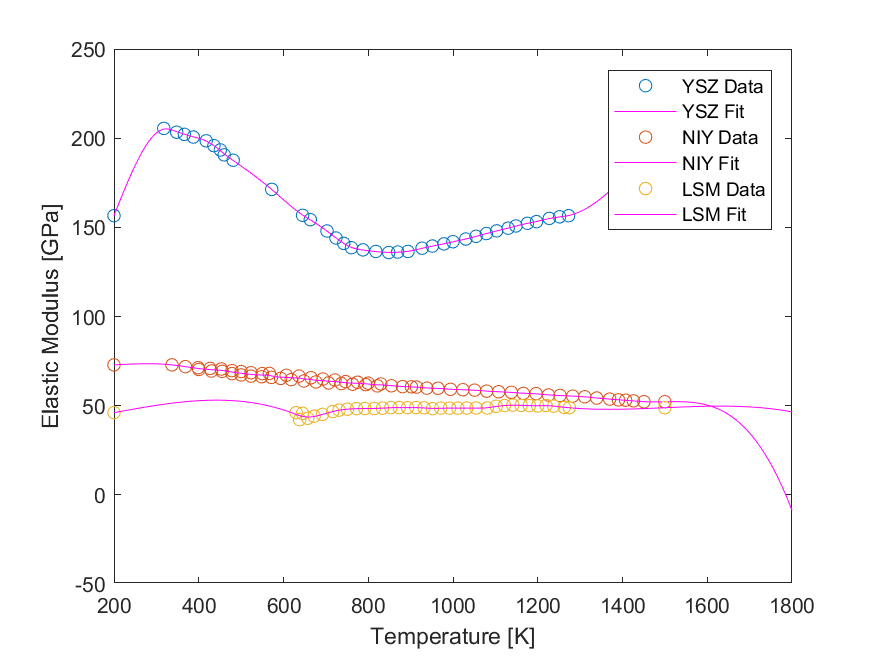 250
200
150
100
50
0
-50
200 400 600 800 1000 1200 1400 1600 1800
Elastic Modulus [GPa]
Temperature [K]
YSZ Data
YSZ Fit
NIY Data
NIY Fit
LSM Data
LSM Fit